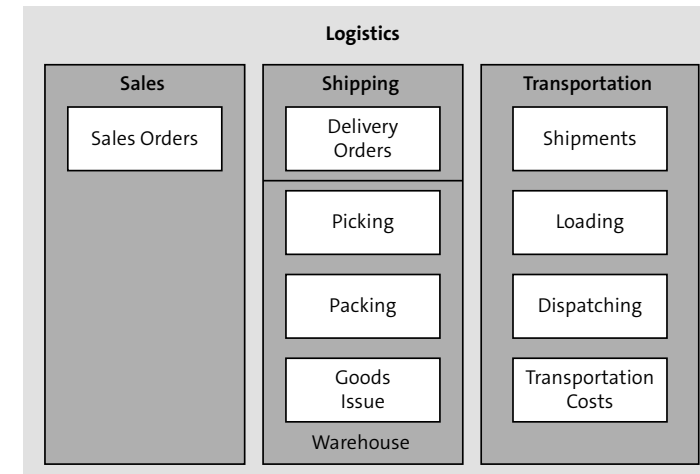 Logistics
Sales
Sales Orders
Shipping
Delivery
Orders
Picking
Packing
Goods
Issue
Warehouse
Transportation
Shipments
Loading
Dispatching
Transportation
Costs